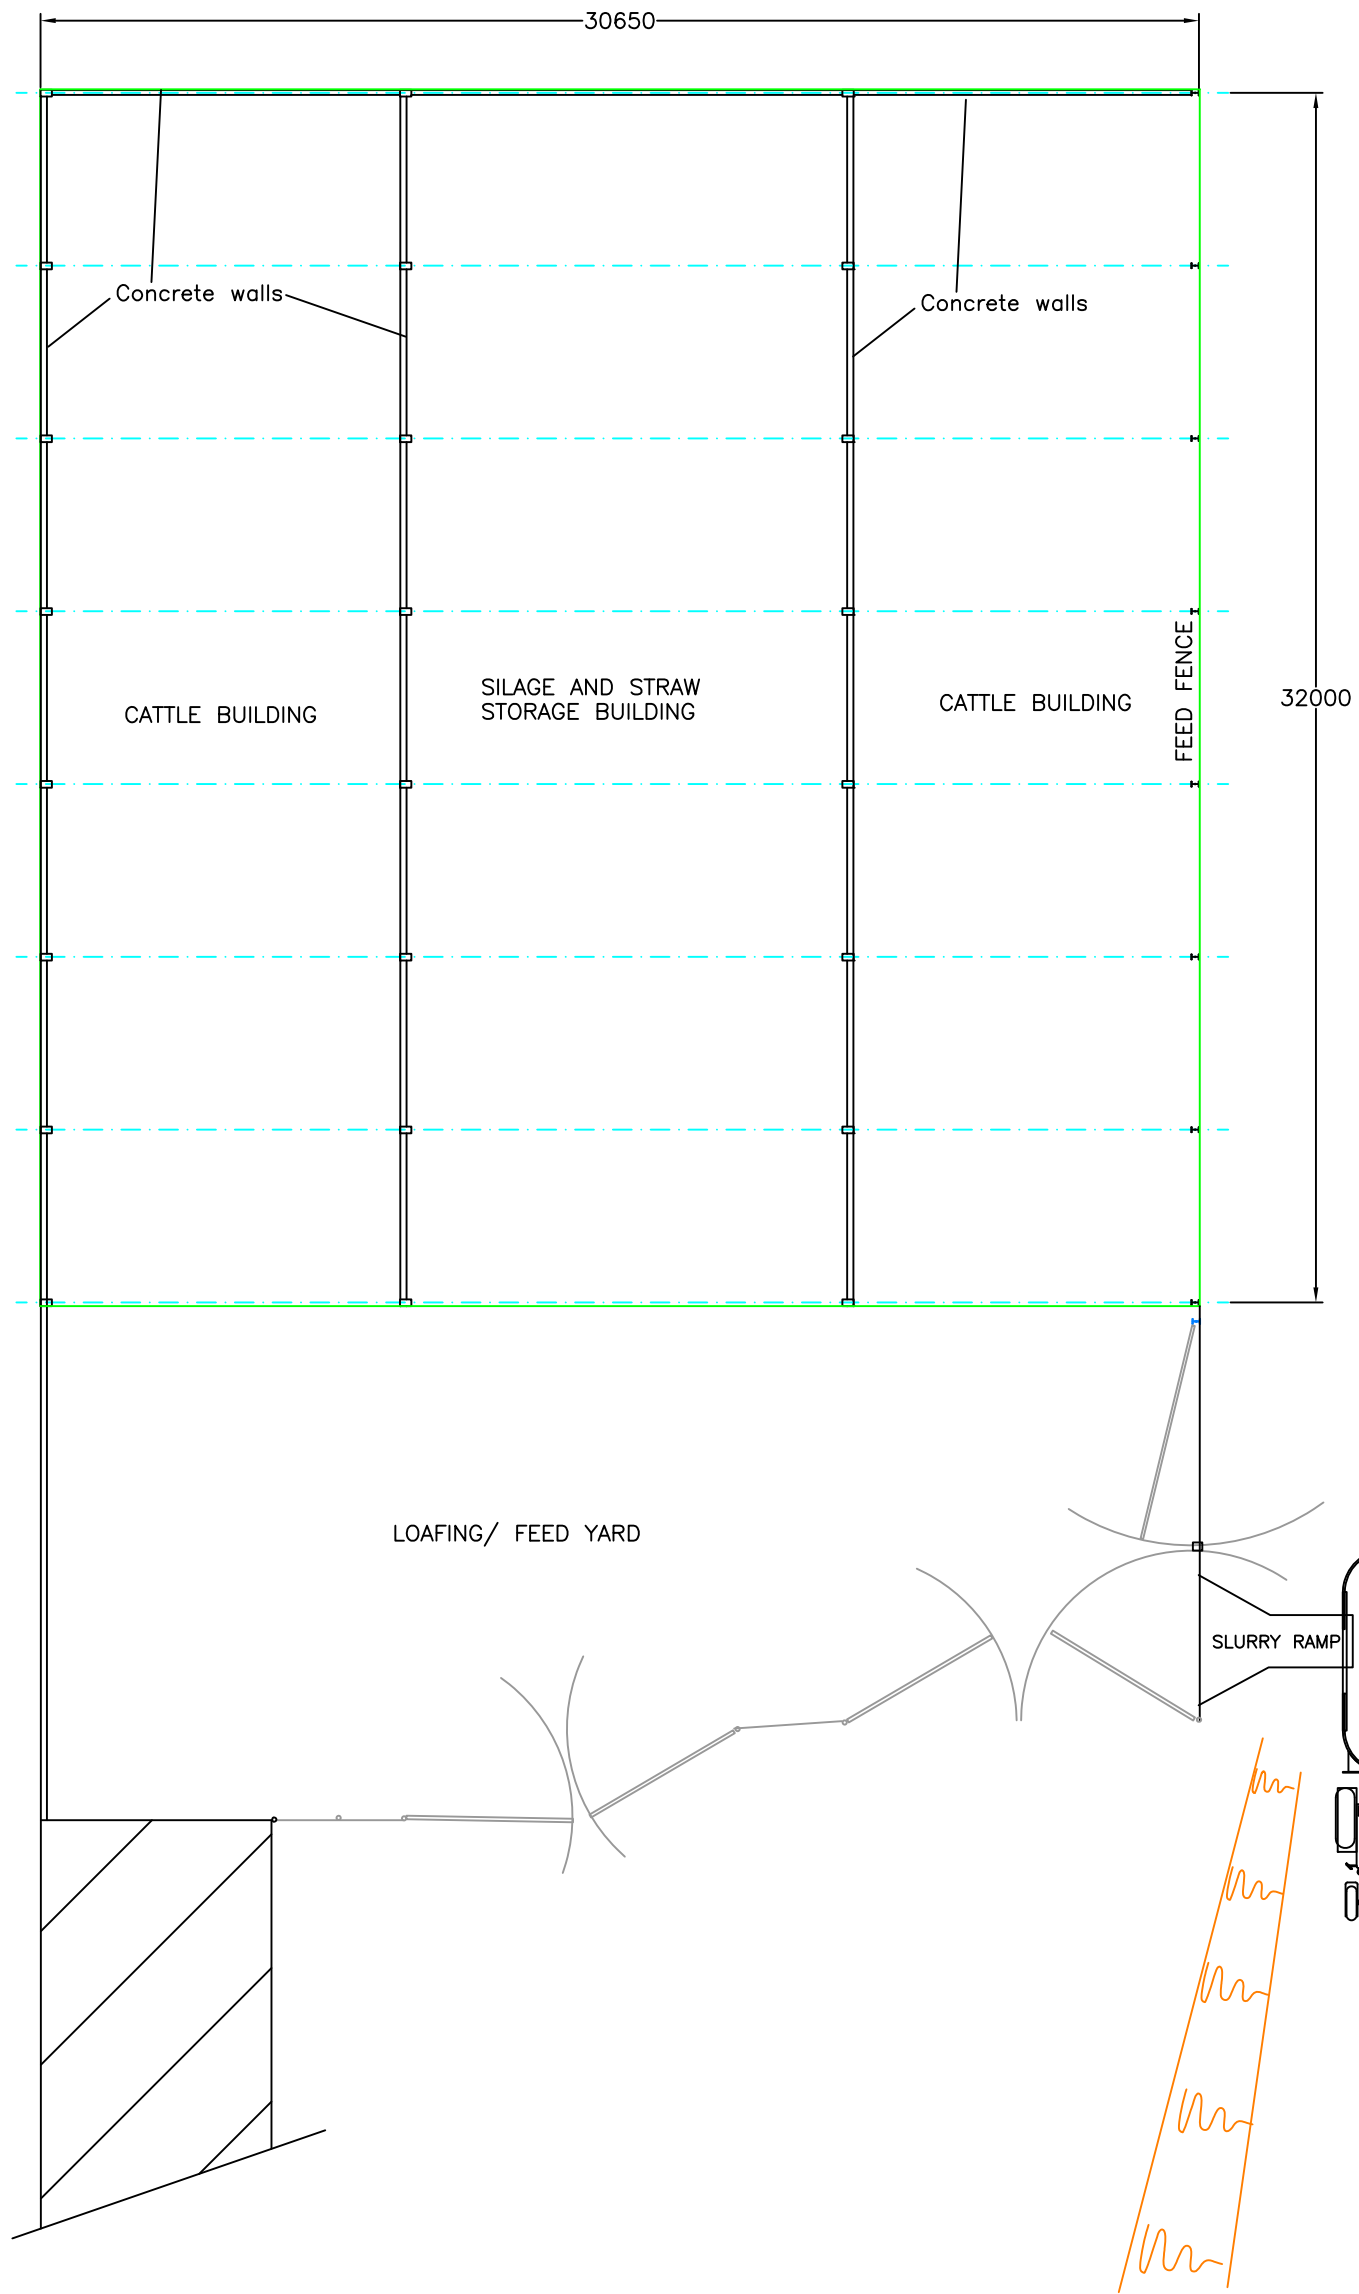 30650
Concrete walls
Concrete walls
FEED FENCE
SILAGE AND STRAW
STORAGE BUILDING
CATTLE BUILDING
CATTLE BUILDING
32000
LOAFING/ FEED YARD
SLURRY RAMP